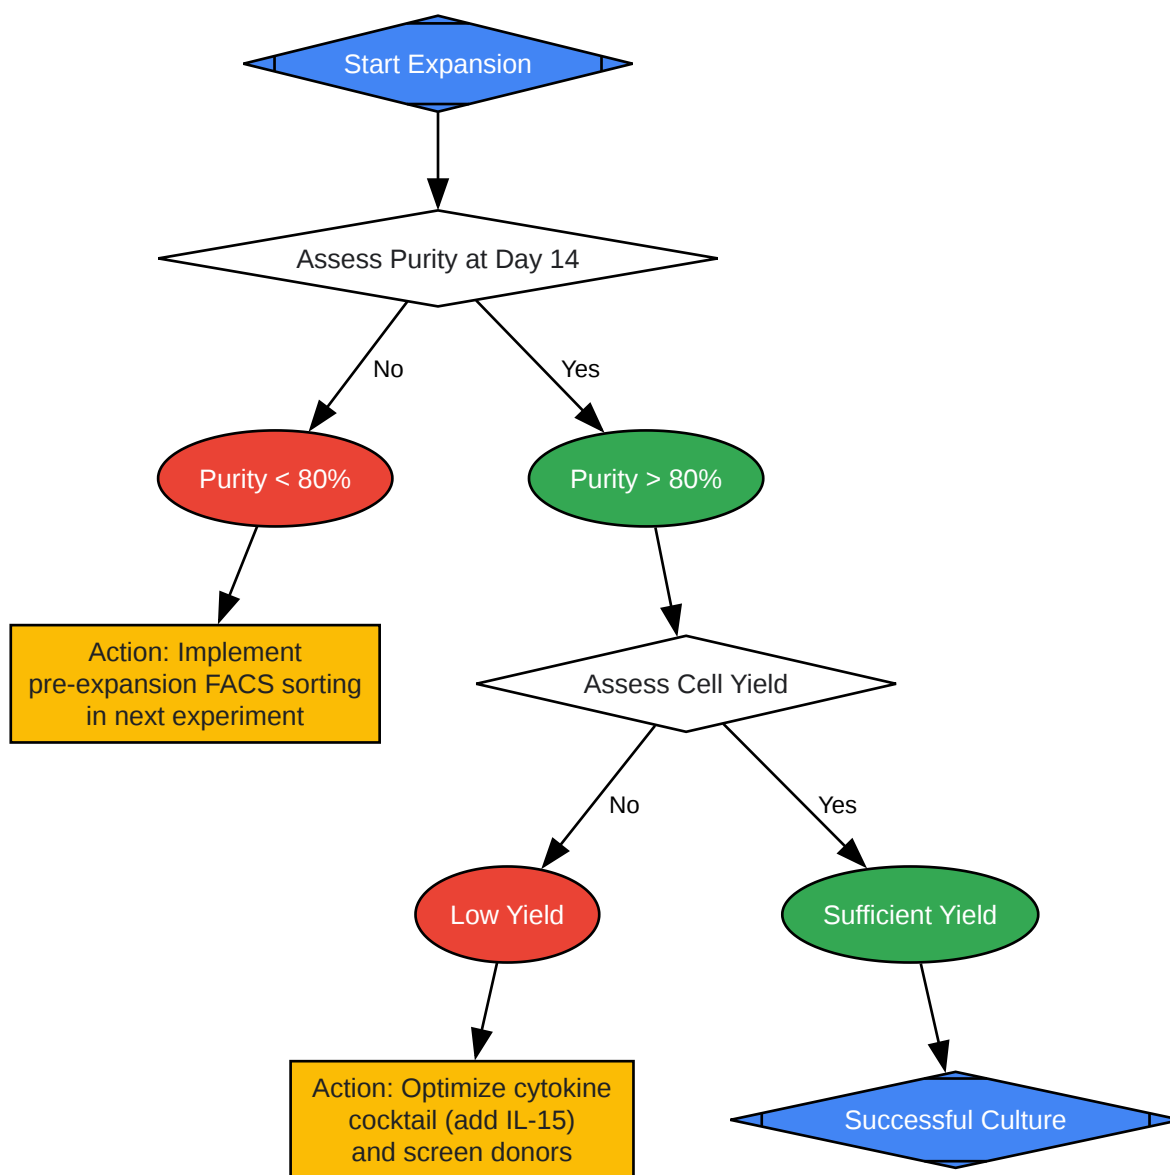 Start Expansion
Assess Purity at Day 14
No
Yes
Purity < 80%
Purity > 80%
Action: Implement
pre-expansion FACS sorting
in next experiment
Assess Cell Yield
No
Yes
Low Yield
Sufficient Yield
Action: Optimize cytokine
cocktail (add IL-15)
and screen donors
Successful Culture